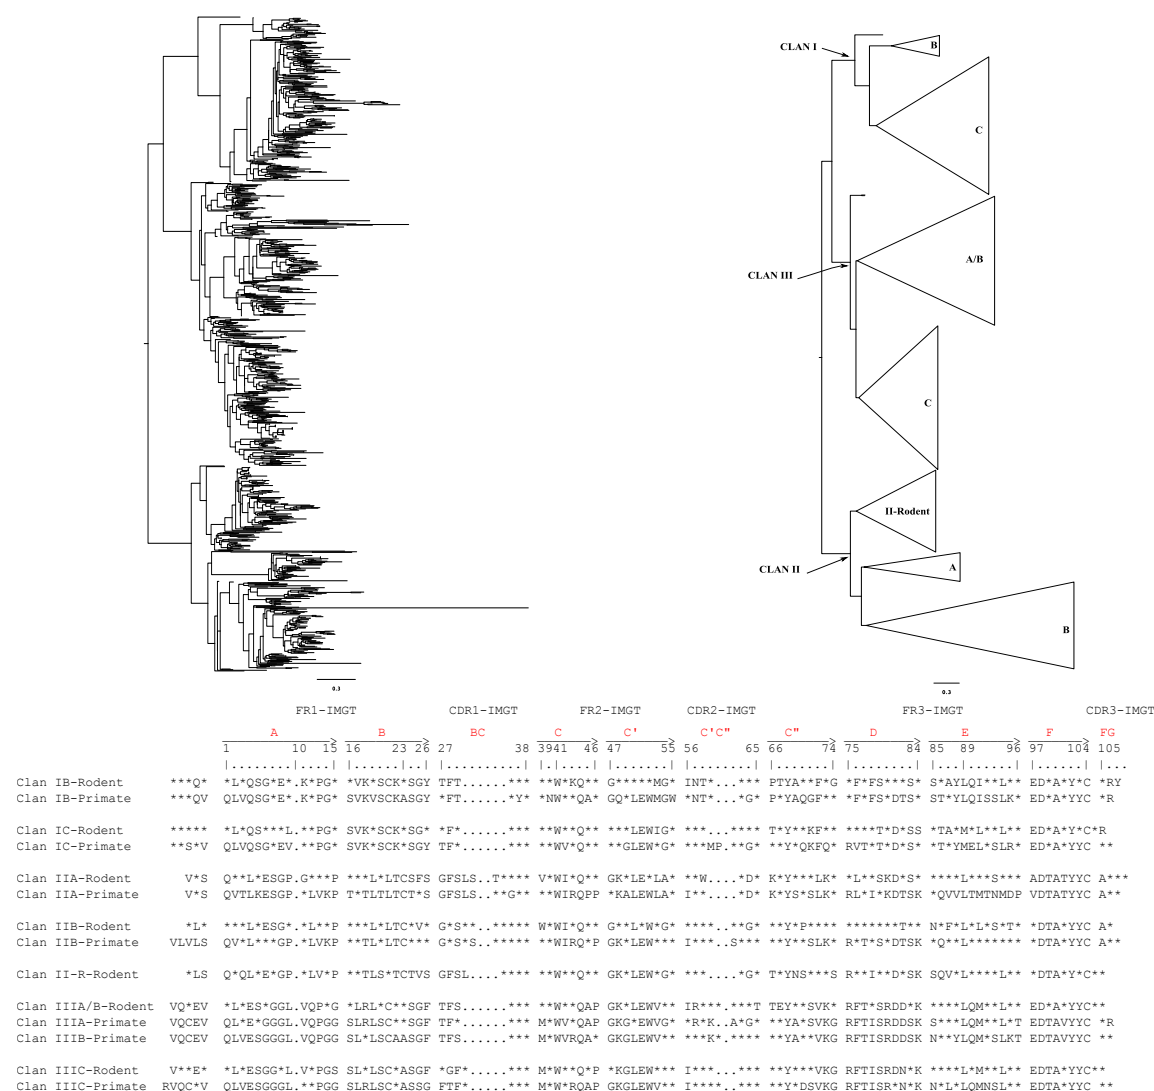 CLAN I
B
C
A/B
CLAN III
C
II-Rodent
A
CLAN II
B
0.3
0.3
FR1-IMGT CDR1-IMGT FR2-IMGT CDR2-IMGT FR3-IMGT CDR3-IMGT
A B BC C C' C'C" C" D E F FG
1 10 15 16 23 26 27 38 3941 46 47 55 56 65 66 74 75 84 85 89 96 97 104 105
Clan IB-Rodent ***Q* *L*QSG*E*.K*PG* *VK*SCK*SGY TFT......*** **W*KQ** G*****MG* INT*...*** PTYA**F*G *F*FS***S* S*AYLQI**L** ED*A*Y*C *RY
Clan IB-Primate ***QV QLVQSG*E*.K*PG* SVKVSCKASGY *FT......*Y* *NW**QA* GQ*LEWMGW *NT*...*G* P*YAQGF** *F*FS*DTS* ST*YLQISSLK* ED*A*YY* *R
Clan IC-Rodent ***** *L*QS***L.**PG* SVK*SCK*SG* *F*......*** **W**Q** ***LEWIG* ***...**** T*Y**KF** ****T*D*SS *TA*M*L**L** ED*A*Y*C*R
Clan IC-Primate **S*V QLVQSG*EV.**PG* SVK*SCK*SGY TF*......*** **WV*Q** **GLEW*G* **MP..**G* **Y*QKFQ* RVT*T*D*S* *T*YMEL*SLR* ED*A*YY* **
Clan IIA-Rodent V*S Q**L*ESGP.G***P ***L*LTCSFS GFSLS..T**** V*WI*Q** GK*LE*LA* **W....*D* K*Y***LK* *L**SKD*S* ****L***S*** ADTATYYC A***
Clan IIA-Primate V*S QVTLKESGP.*LVKP T*TLTLTCT*S GFSLS..**G** **WIRQPP *KALEWLA* I**....*D* K*YS*SLK* RL*I*KDTSK *QVVLTMTNMDP VDTATYYC A**
Clan IIB-Rodent *L* ***L*ESG*.*L**P ***L*LTC*V* G*S**..***** W*WI*Q** G**L*W*G* ****...*** **Y*P**** *******T** N*F*L*L*S*T* *DTA*YYC A*
Clan IIB-Primate VLVLS QV*L***GP.*LVKP **TL*LTC*** G*S*S..***** **WIRQ*P GK*LEW** I****S*** **Y**SLK* R*T*S*DTSK *Q**L******* *DTA*YYC A**
Clan II-R-Rodent *LS Q*QL*E*GP.*LV*P **TLS*TCTVS GFSL....**** **W**Q** GK*LEW*G* ***....*G* T*YNS***S R**I**D*SK SQV*L****L** *DTA*Y*C**
Clan IIIA/B-Rodent VQ*EV *L*ES*GGL.VQP*G *LRL*C**SGF TFS.....**** **W**QAP GK*LEWV** IR***.***T TEY**SVK* RFT*SRDD*K ****LQM**L** ED*A*YYC**
Clan IIIA-Primate VQCEV QL*E*GGGL.VQPGG SLRLSC**SGF TF*.....**** M*WV*QAP GKG*EWVG* *R*K..A*G* **YA*SVKG RFTISRDDSK S***LQM**L*T EDTAVYYC *R
Clan IIIB-Primate VQCEV QLVESGGGL.VQPGG SL*LSCAASGF TF*.....**** **WVRQA* GKGLEWV** ***K*.**** **YA**VKG RFTISRDDSK N**YLQM*SLKT EDTAVYYC **
Clan IIIC-Rodent V**E* *L*ESGG*L.V*PGS SL*LSC*ASGF *GF*.....*** M*W**Q*P *KGLEW*** I***...*** **Y***VKG RFTISRDN*K ****L**L**** ED*A*YYC **
Clan IIIC-Primate RVQC*V QLVESGGGL.**PGG SLRLSC*ASSG FTF*.....*** M*W*RQAP GKGLEWV** I****...** **Y*DSVKG RFTISR*N*K N*L*LQMNSL** EDTA*YYC **